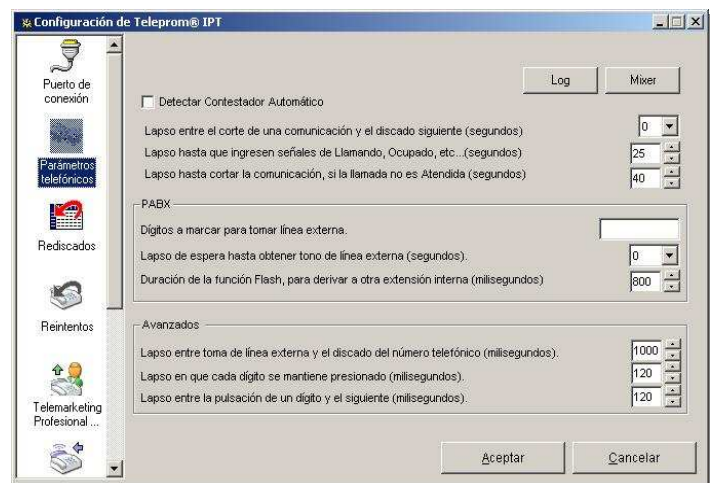 Configuración de Teleprom® IPT
Puerto de
conexión
Parámetros
telefónicos
Rediscados
Reintentos
Telemarketing
Profesional ...
Log
Mixer
Detectar Contestador Automático
Lapso entre el corte de una comunicación y el discado siguiente (segundos)
0
Lapso hasta que ingresen señales de Llamando, Ocupado, etc...(segundos)
25
Lapso hasta cortar la comunicación, si la llamada no es Atendida (segundos)
40
PABX
Dígitos a marcar para tomar línea externa.
Lapso de espera hasta obtener tono de línea externa (segundos).
0
Duración de la función Flash, para derivar a otra extensión interna (milisegundos)
800
Avanzados
Lapso entre toma de línea externa y el discado del número telefónico (milisegundos).
1000
Lapso en que cada dígito se mantiene presionado (milisegundos).
120
Lapso entre la pulsación de un dígito y el siguiente (milisegundos).
120
Aceptar
Cancelar